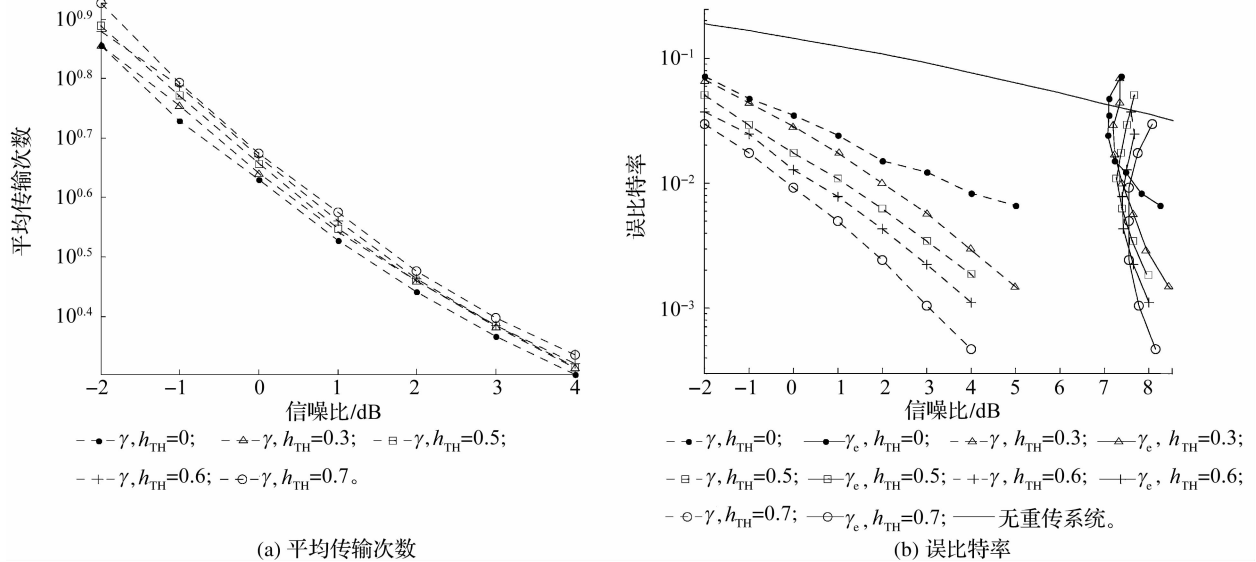 10^0.9
10^0.8
10^0.7
10^0.6
10^0.5
10^0.4
平均传输次数
−2 −1 0 1 2 3 4
信噪比/dB
γ, h_TH=0; γ, h_TH=0.3; γ, h_TH=0.5;
γ, h_TH=0.6; γ, h_TH=0.7。
(a) 平均传输次数
10^−1
10^−2
10^−3
误比特率
−2 −1 0 1 2 3 4 5 6 7 8
信噪比/dB
γ, h_TH=0; γ_e, h_TH=0; γ, h_TH=0.3; γ_e, h_TH=0.3;
γ, h_TH=0.5; γ_e, h_TH=0.5; γ, h_TH=0.6; γ_e, h_TH=0.6;
γ, h_TH=0.7; γ_e, h_TH=0.7; 无重传系统。
(b) 误比特率